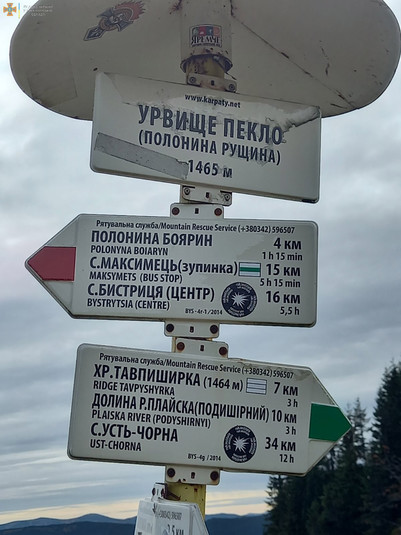 ЯРЕМЧЕ
www.karpaty.net
УРВИЩЕ ПЕКЛО
(ПОЛОНИНА РУЩИНА)
1465 м
Рятувальна служба/Mountain Rescue Service (+380342) 596507
ПОЛОНИНА БОЯРИН 4 КМ
POLONYNA BOIARYN 1 h 15 min
С.МАКСИМЕЦЬ(зупинка) 15 КМ
MAKSYMETS (BUS STOP) 5 h 15 min
С.БИСТРИЦЯ (ЦЕНТР) 16 КМ
BYSTRYTSIA (CENTRE) 5,5 h
BYS - 4r-1 / 2014
Рятувальна служба/Mountain Rescue Service (+380342) 596507
ХР.ТАВПИШИРКА (1464 м) 7 КМ
RIDGE TAVPYSHYRKA 3 h
ДОЛИНА Р.ПЛАЙСКА(ПОДИШІРНИЙ) 10 КМ
PLAISKA RIVER (PODYSHIRNYI) 3 h
С.УСТЬ-ЧОРНА 34 КМ
UST-CHORNA 12 h
BYS-4g / 2014